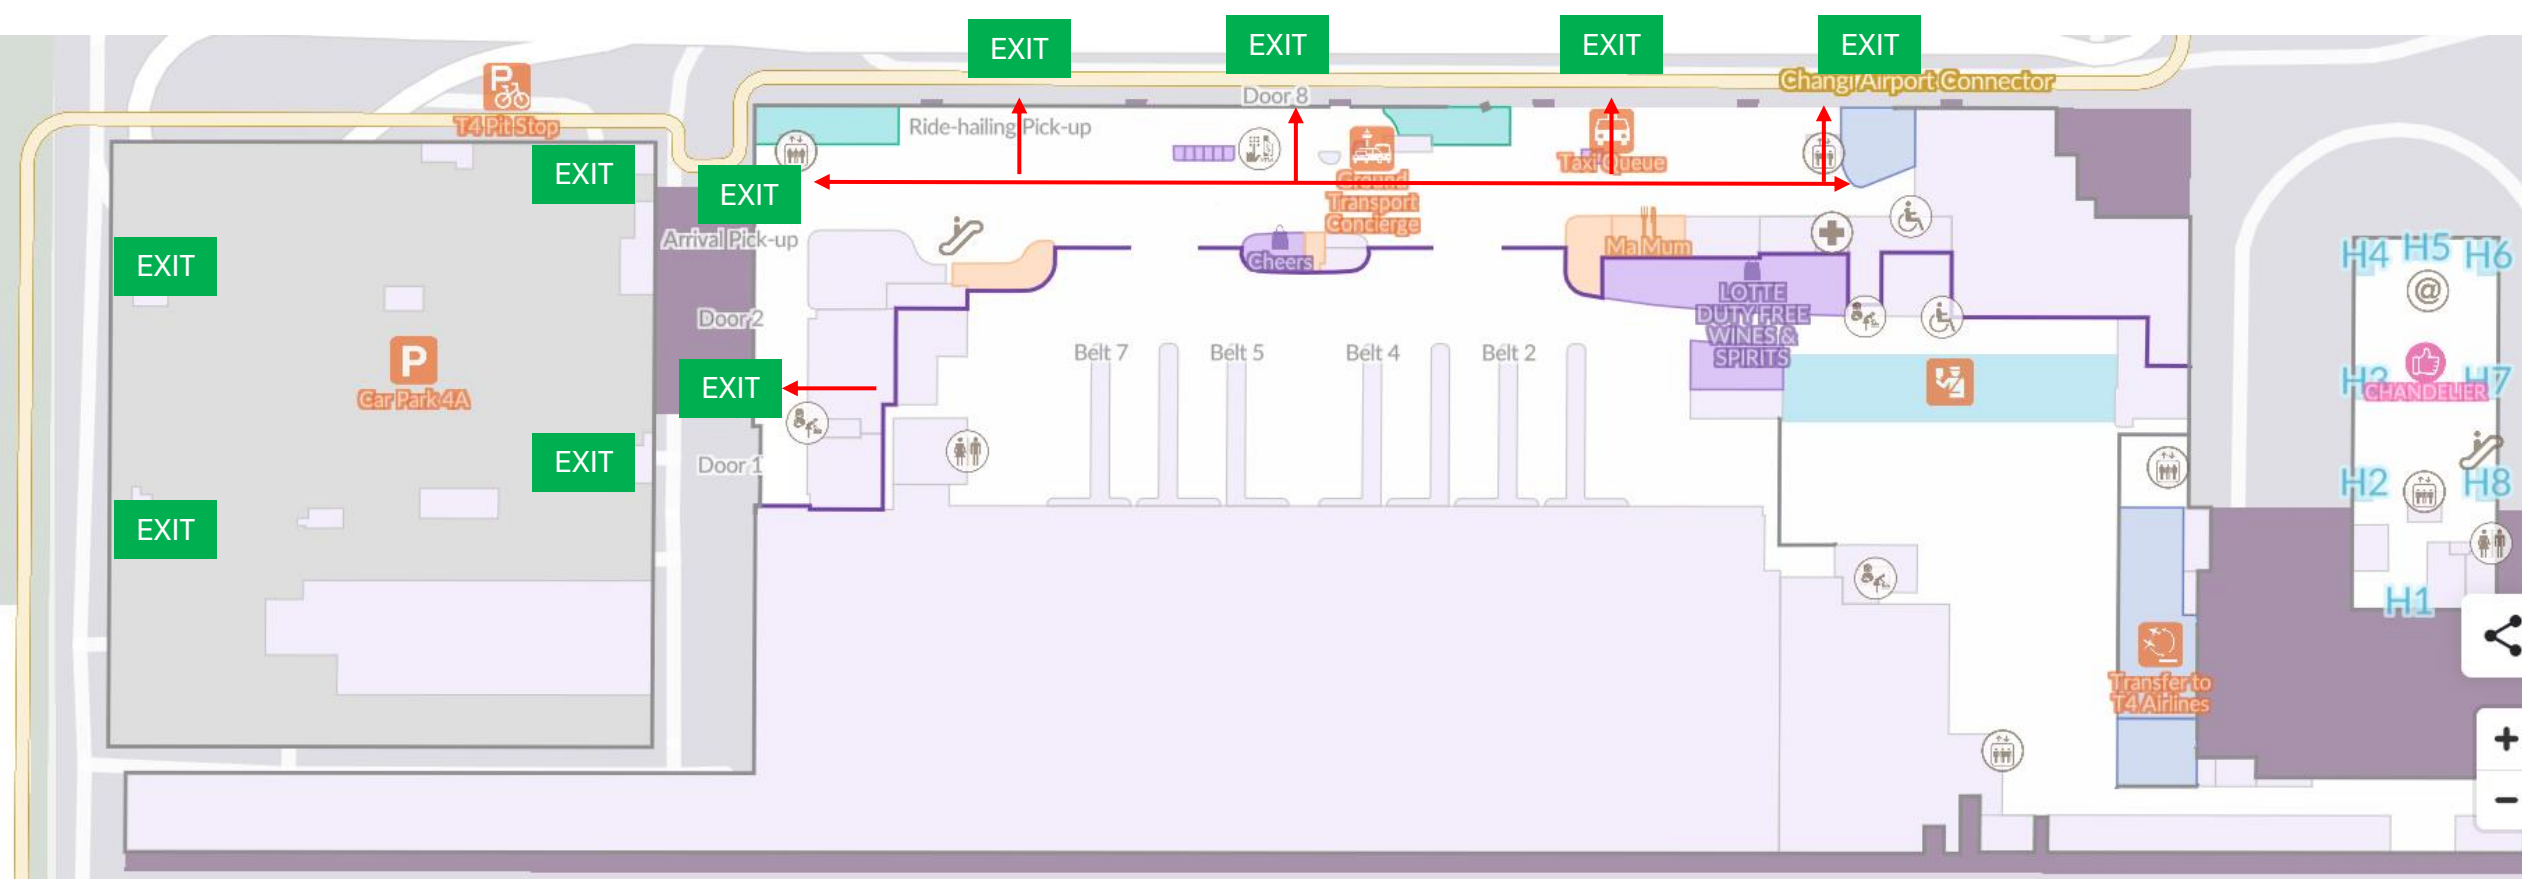 EXIT
EXIT
EXIT
EXIT
Changi Airport Connector
P
T4 Pit Stop
Door 8
Ride-hailing Pick-up
VTM
Taxi Queue
EXIT
EXIT
Ground
Transport
Concierge
Arrival Pick-up
EXIT
Cheers
Ma Mum
H4 H5 H6
@
LOTTE
DUTY FREE
WINES &
SPIRITS
Door 2
P
Car Park 4A
EXIT
Belt 7
Belt 5
Belt 4
Belt 2
H3
H7
CHANDELIER
EXIT
Door 1
H2
H8
EXIT
H1
Transfer to
T4 Airlines
+
−